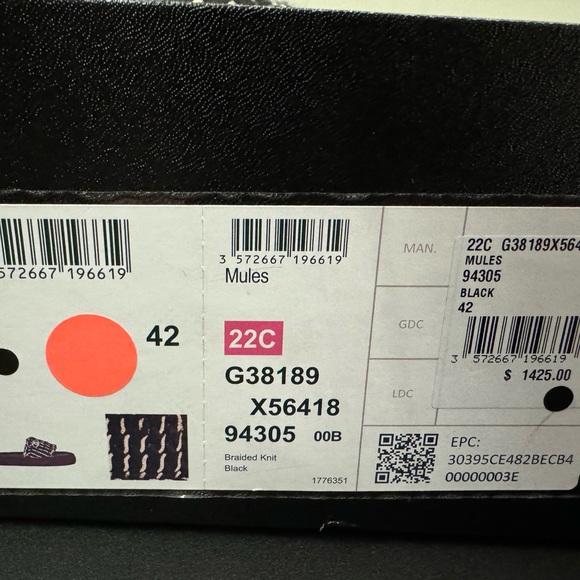 572667 196619
42
3 572667 196619
Mules
22C
G38189
X56418
94305 00B
Braided Knit
Black
1776351
MAN.
GDC
LDC
22C G38189X564
MULES
94305
BLACK
42
3 572667 196619
$ 1425.00
EPC:
30395CE482BECB4
00000003E